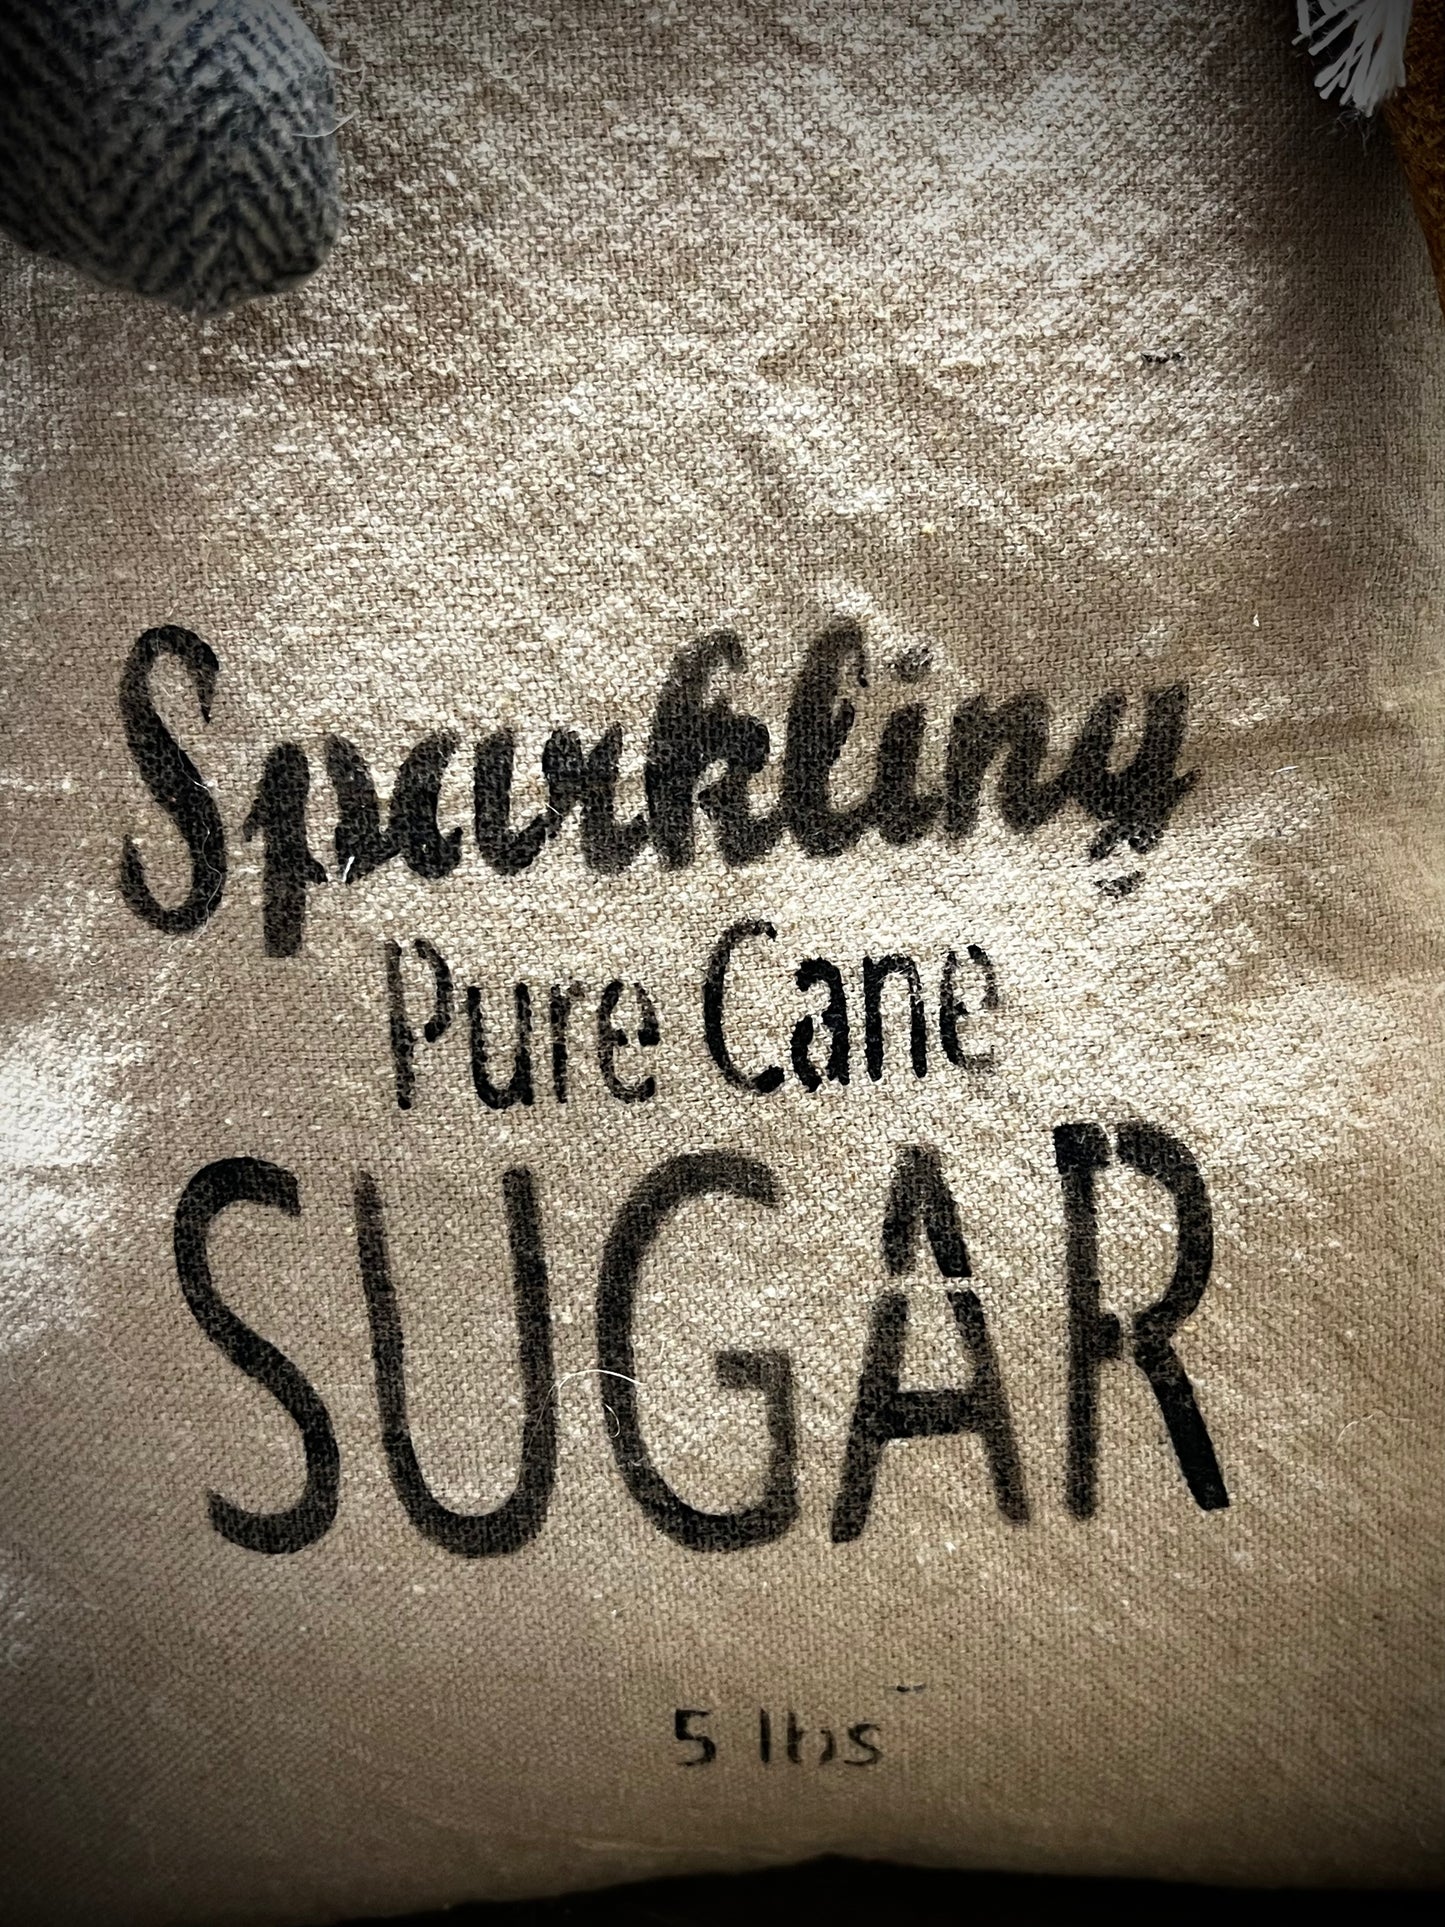 Sparkling
Pure Cane
SUGAR
5 lbs